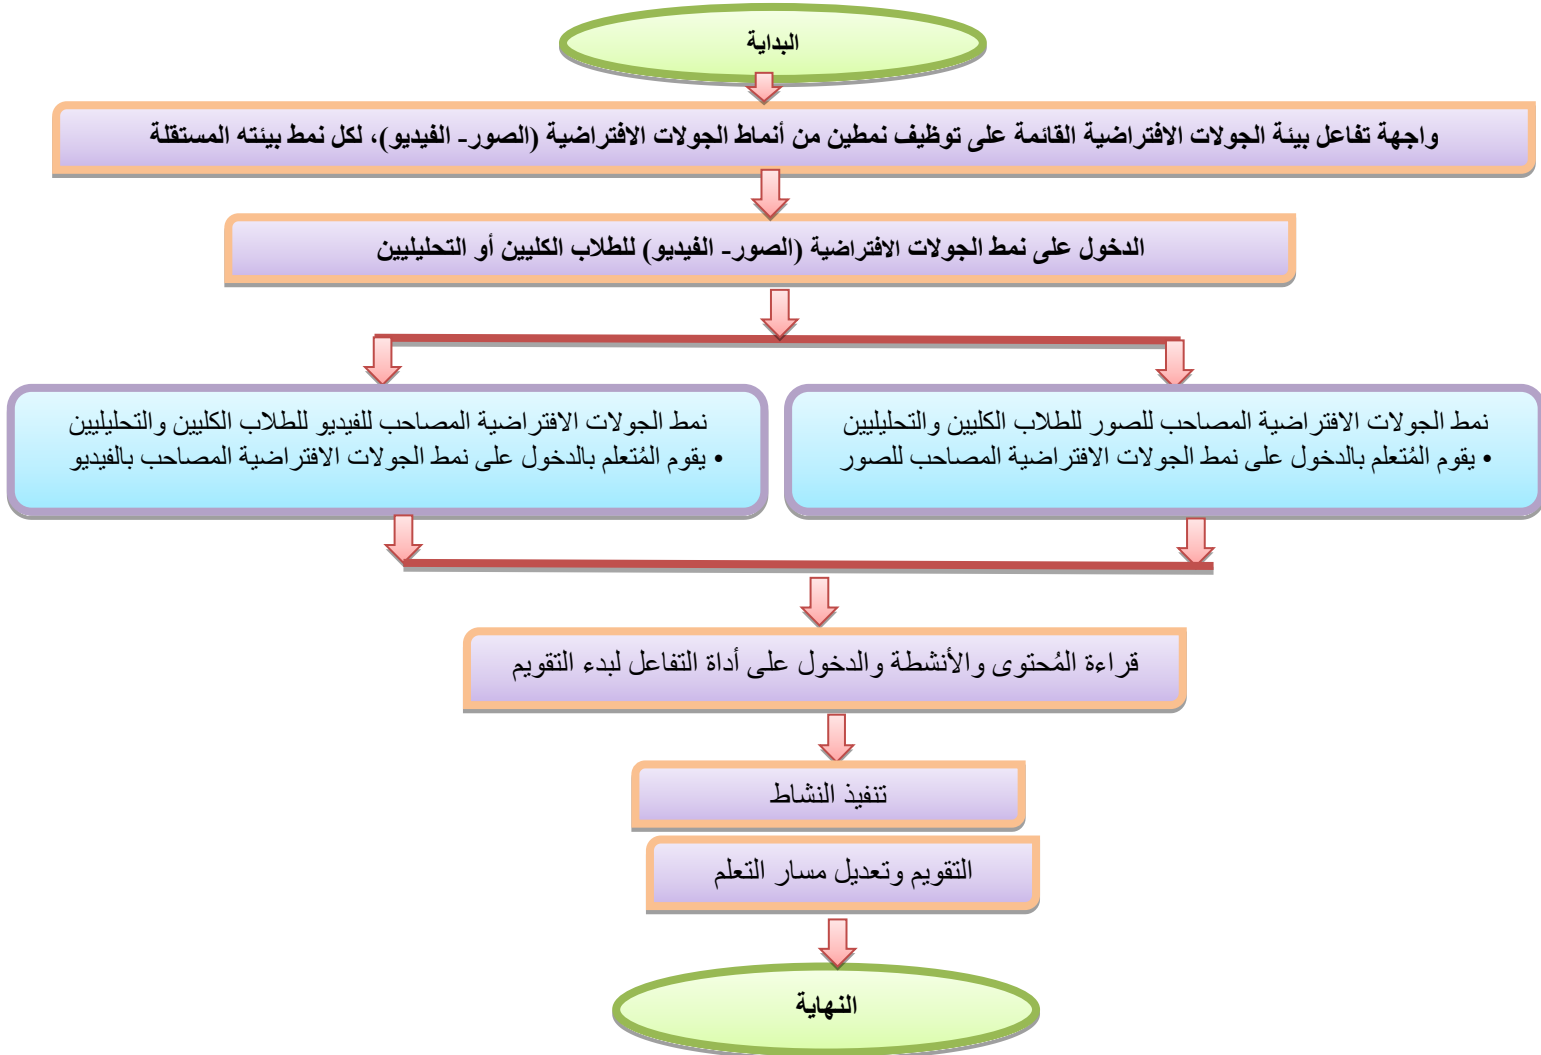 البداية
واجهة تفاعل بيئة الجولات الافتراضية القائمة على توظيف نمطين من أنماط الجولات الافتراضية (الصور- الفيديو)، لكل نمط بيئته المستقلة
الدخول على نمط الجولات الافتراضية (الصور- الفيديو) للطلاب الكليين أو التحليليين
نمط الجولات الافتراضية المصاحب للصور للطلاب الكليين والتحليليين
• يقوم المُتعلم بالدخول على نمط الجولات الافتراضية المصاحب للصور
نمط الجولات الافتراضية المصاحب للفيديو للطلاب الكليين والتحليليين
• يقوم المُتعلم بالدخول على نمط الجولات الافتراضية المصاحب بالفيديو
قراءة المُحتوى والأنشطة والدخول على أداة التفاعل لبدء التقويم
تنفيذ النشاط
التقويم وتعديل مسار التعلم
النهاية